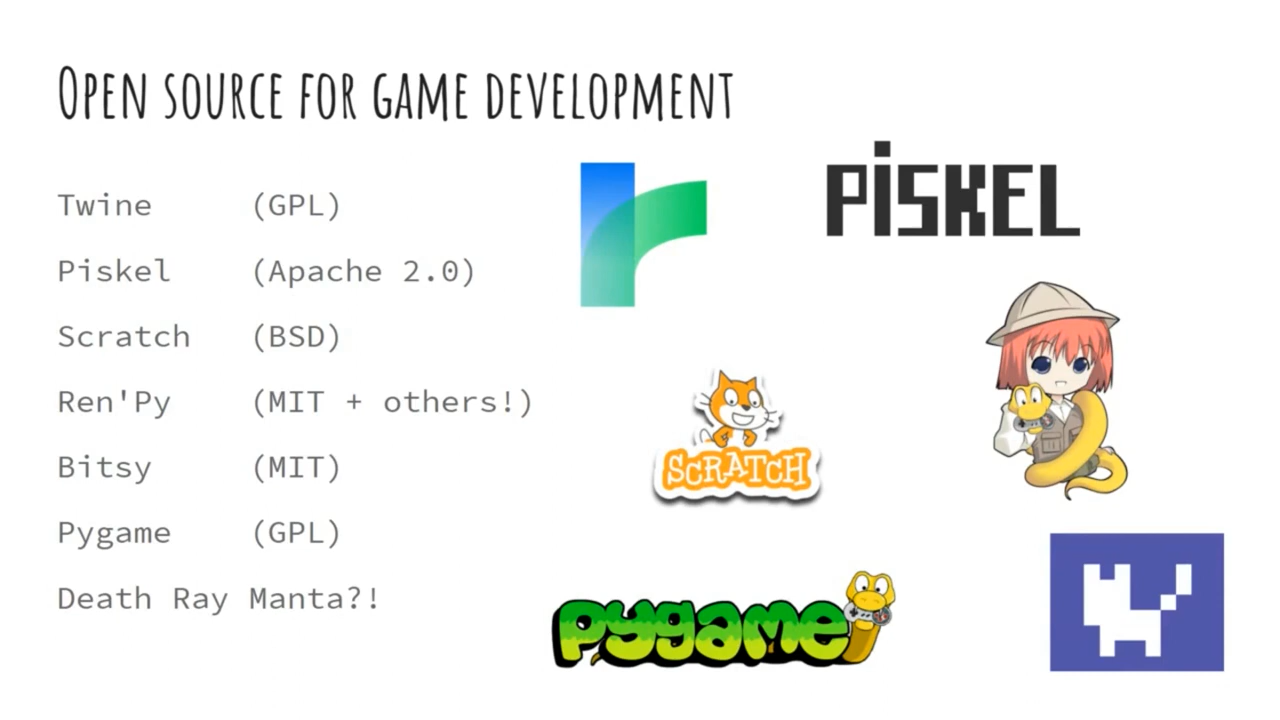 Open source for game development
Twine (GPL)
Piskel (Apache 2.0)
Scratch (BSD)
Ren'Py (MIT + others!)
Bitsy (MIT)
Pygame (GPL)
Death Ray Manta?!
PiSKEL
SCRATCH
pygame